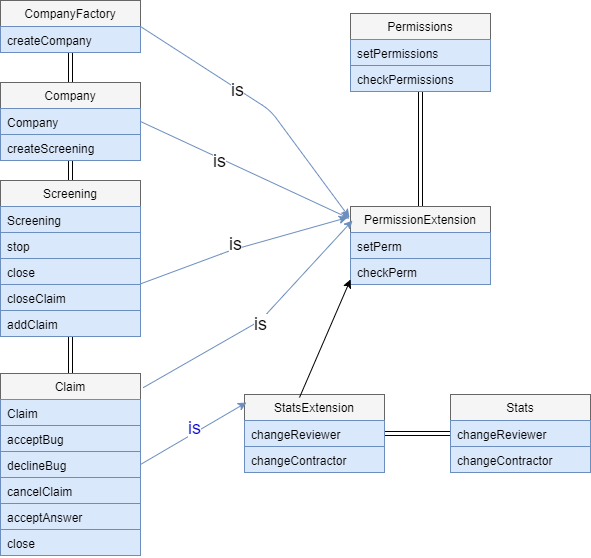 CompanyFactory
createCompany
Company
Company
createScreening
Screening
Screening
stop
close
closeClaim
addClaim
Claim
Claim
acceptBug
declineBug
cancelClaim
acceptAnswer
close
is
is
is
is
is
Permissions
setPermissions
checkPermissions
PermissionExtension
setPerm
checkPerm
StatsExtension
changeReviewer
changeContractor
Stats
changeReviewer
changeContractor